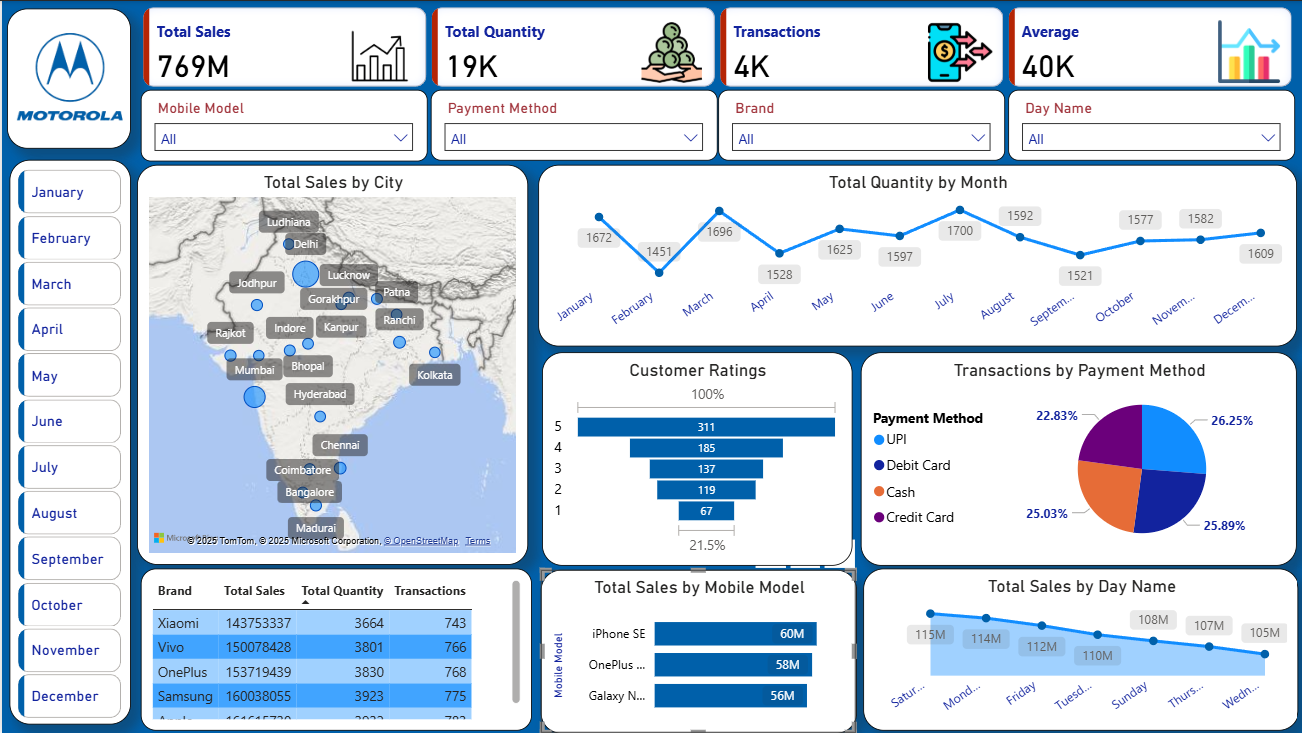 MOTOROLA
Total Sales
769M
Total Quantity
19K
Transactions
4K
Average
40K
Mobile Model
All
Payment Method
All
Brand
All
Day Name
All
January
February
March
April
May
June
July
August
September
October
November
December
Total Sales by City
Ludhiana
Delhi
Lucknow
Jodhpur
Gorakhpur
Patna
Ranchi
Rajkot
Indore
Kanpur
Mumbai
Bhopal
Kolkata
Hyderabad
Chennai
Coimbatore
Bangalore
Madurai
© 2025 TomTom, © 2025 Microsoft Corporation, © OpenStreetMap Terms
Total Quantity by Month
1672
1451
1696
1528
1625
1597
1700
1592
1521
1577
1582
1609
January
February
March
April
May
June
July
August
Septem...
October
Novem...
Decem...
Customer Ratings
100%
5 311
4 185
3 137
2 119
1 67
21.5%
Transactions by Payment Method
Payment Method
UPI
Debit Card
Cash
Credit Card
22.83%
26.25%
25.03%
25.89%
Brand Total Sales Total Quantity Transactions
Xiaomi 143753337 3664 743
Vivo 150078428 3801 766
OnePlus 153719439 3830 768
Samsung 160038055 3923 775
Total Sales by Mobile Model
Mobile Model
iPhone SE 60M
OnePlus ... 58M
Galaxy N... 56M
Total Sales by Day Name
115M
114M
112M
110M
108M
107M
105M
Satur...
Mond...
Friday
Tuesd...
Sunday
Thurs...
Wedn...